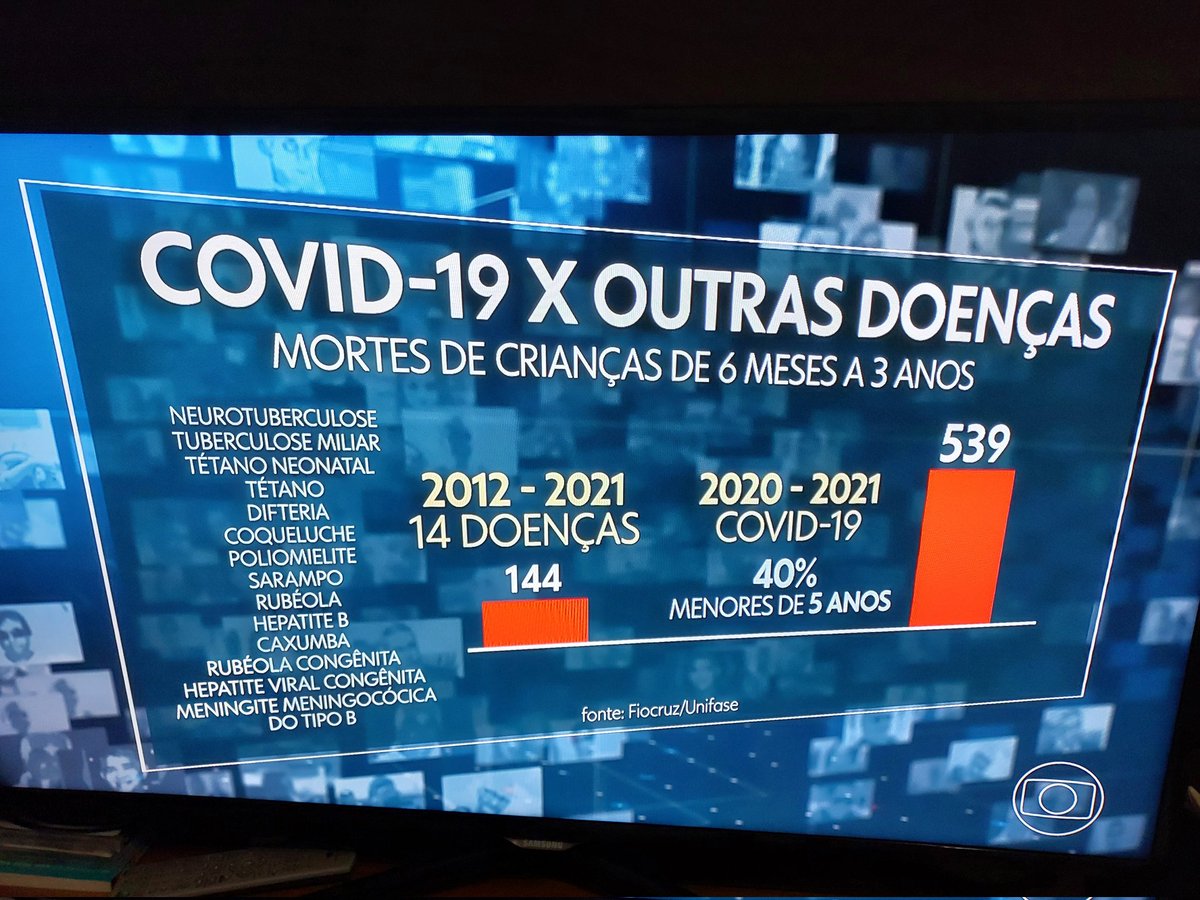 COVID-19 X OUTRAS DOENÇAS
MORTES DE CRIANÇAS DE 6 MESES A 3 ANOS
NEUROTUBERCULOSE
TUBERCULOSE MILIAR
TÉTANO NEONATAL
TÉTANO
DIFTERIA
COQUELUCHE
POLIOMIELITE
SARAMPO
RUBÉOLA
HEPATITE B
CAXUMBA
RUBÉOLA CONGÊNITA
HEPATITE VIRAL CONGÊNITA
MENINGITE MENINGOCÓCICA
DO TIPO B
2012 - 2021
14 DOENÇAS
144
2020 - 2021
COVID-19
40%
MENORES DE 5 ANOS
539
fonte: Fiocruz/Unifase
SAMSUNG